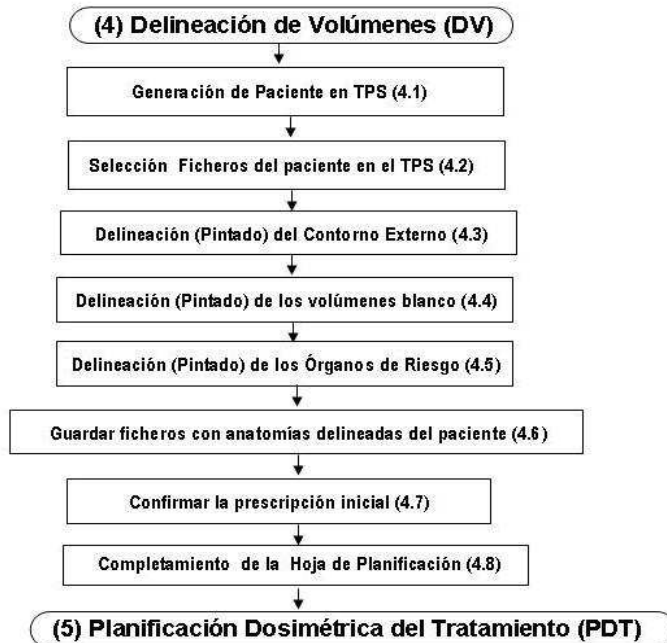 (4) Delineación de Volúmenes (DV)
Generación de Paciente en TPS (4.1)
Selección Ficheros del paciente en el TPS (4.2)
Delineación (Pintado) del Contorno Externo (4.3)
Delineación (Pintado) de los volúmenes blanco (4.4)
Delineación (Pintado) de los Órganos de Riesgo (4.5)
Guardar ficheros con anatomías delineadas del paciente (4.6)
Confirmar la prescripción inicial (4.7)
Completamiento de la Hoja de Planificación (4.8)
(5) Planificación Dosimétrica del Tratamiento (PDT)